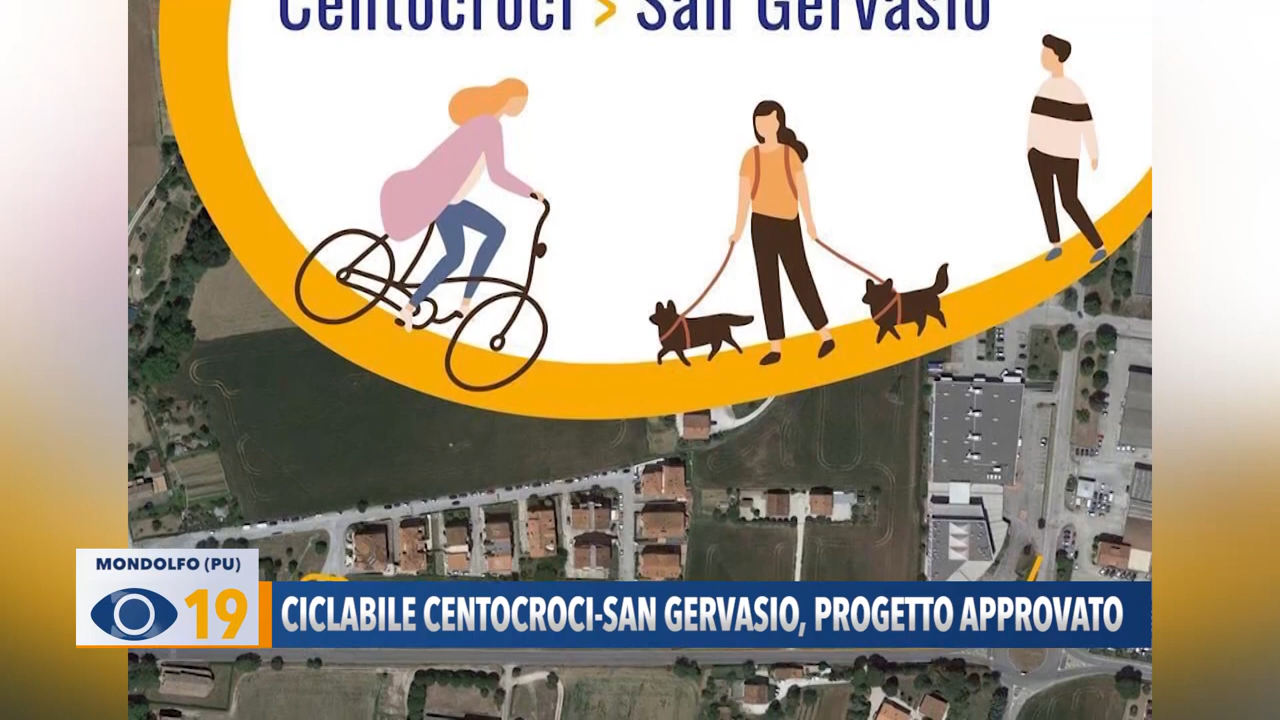 Centocroci > San Gervasio
MONDOLFO (PU)
19
CICLABILE CENTOCROCI-SAN GERVASIO, PROGETTO APPROVATO